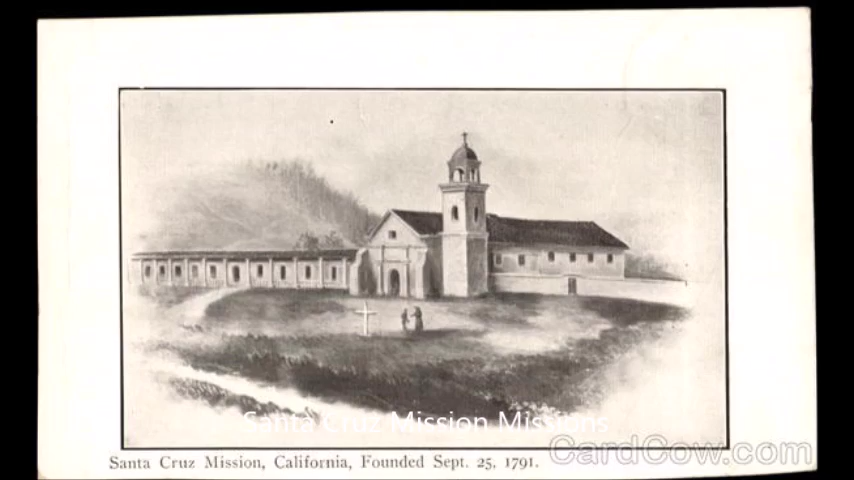 Santa Cruz Mission Missions
Santa Cruz Mission, California, Founded Sept. 25, 1791.
CardCow.com